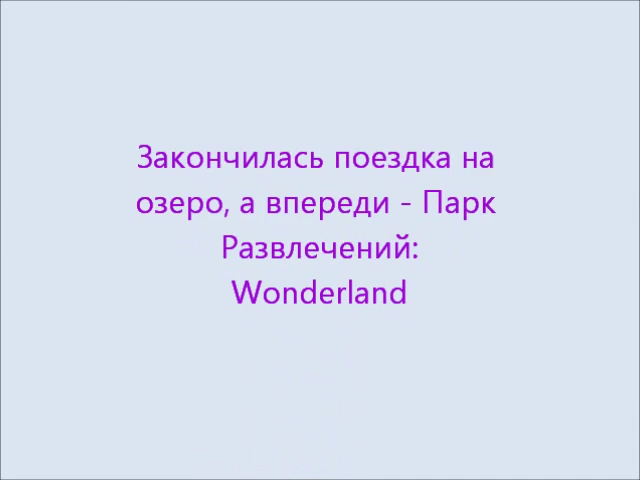 Закончилась поездка на
озеро, а впереди - Парк
Развлечений:
Wonderland